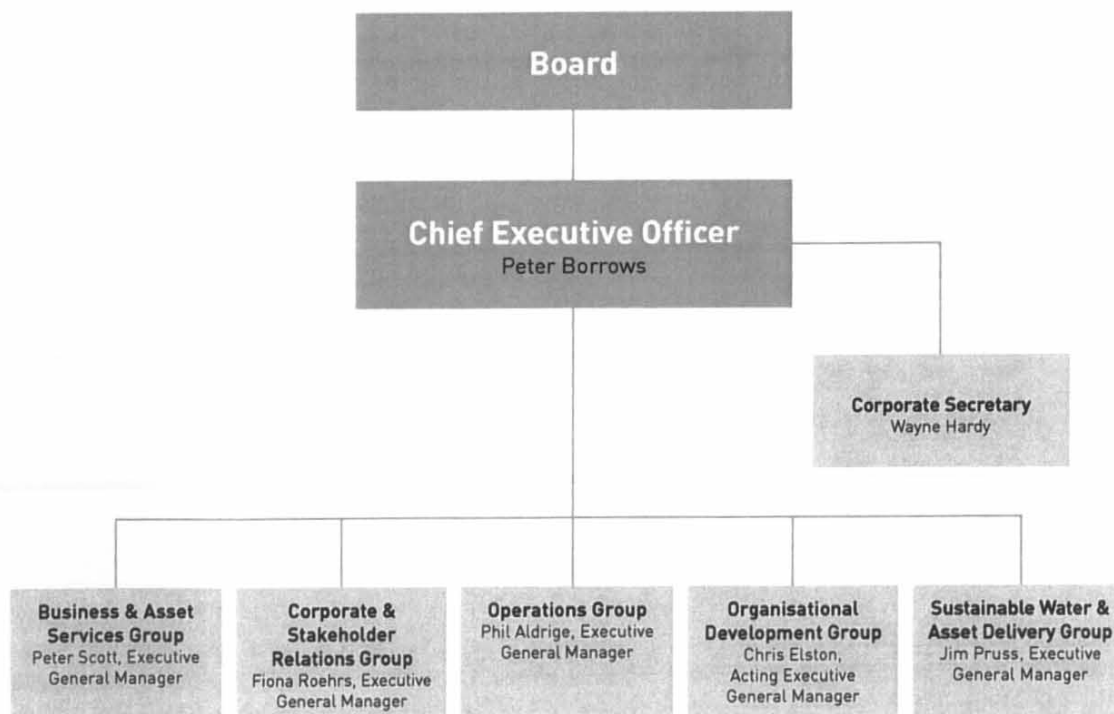 Board
Chief Executive Officer
Peter Borrows
Corporate Secretary
Wayne Hardy
Business & Asset
Services Group
Peter Scott, Executive
General Manager
Corporate &
Stakeholder
Relations Group
Fiona Roehrs, Executive
General Manager
Operations Group
Phil Aldrige, Executive
General Manager
Organisational
Development Group
Chris Elston,
Acting Executive
General Manager
Sustainable Water &
Asset Delivery Group
Jim Pruss, Executive
General Manager